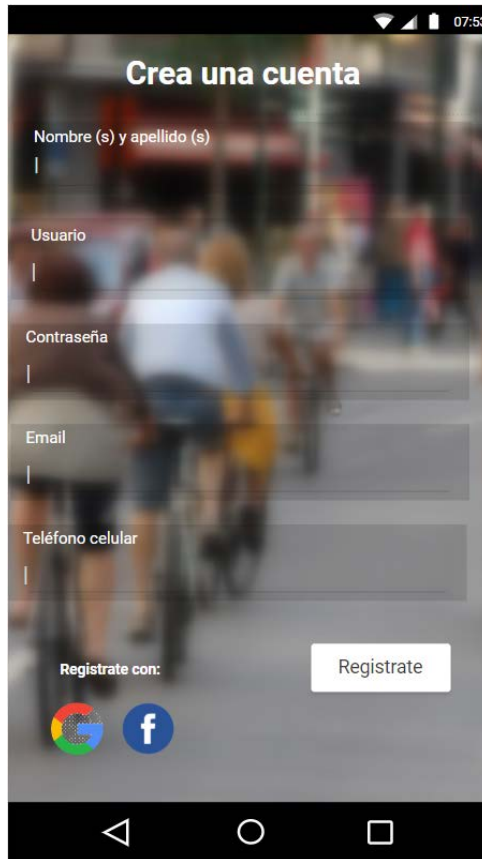 07:53
Crea una cuenta
Nombre (s) y apellido (s)
Usuario
Contraseña
Email
Teléfono celular
Registrate con:
Registrate